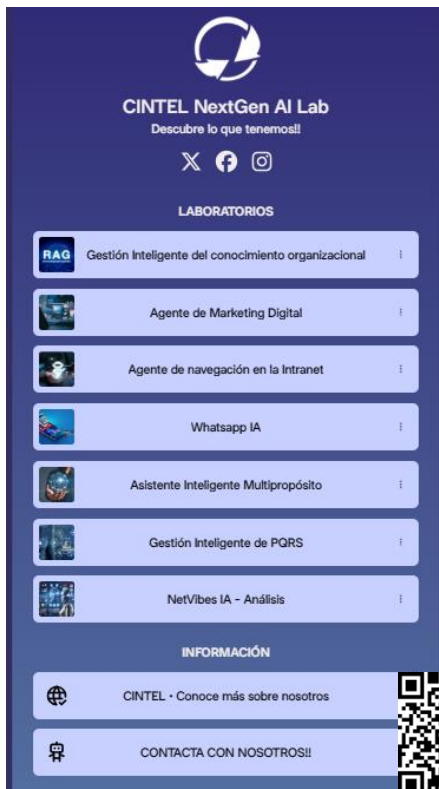 CINTEL NextGen AI Lab
Descubre lo que tenemos!!
LABORATORIOS
RAG
Gestión Inteligente del conocimiento organizacional
Agente de Marketing Digital
Agente de navegación en la Intranet
Whatsapp IA
Asistente Inteligente Multipropósito
Gestión Inteligente de PQRS
NetVibes IA - Análisis
INFORMACIÓN
CINTEL · Conoce más sobre nosotros
CONTACTA CON NOSOTROS!!